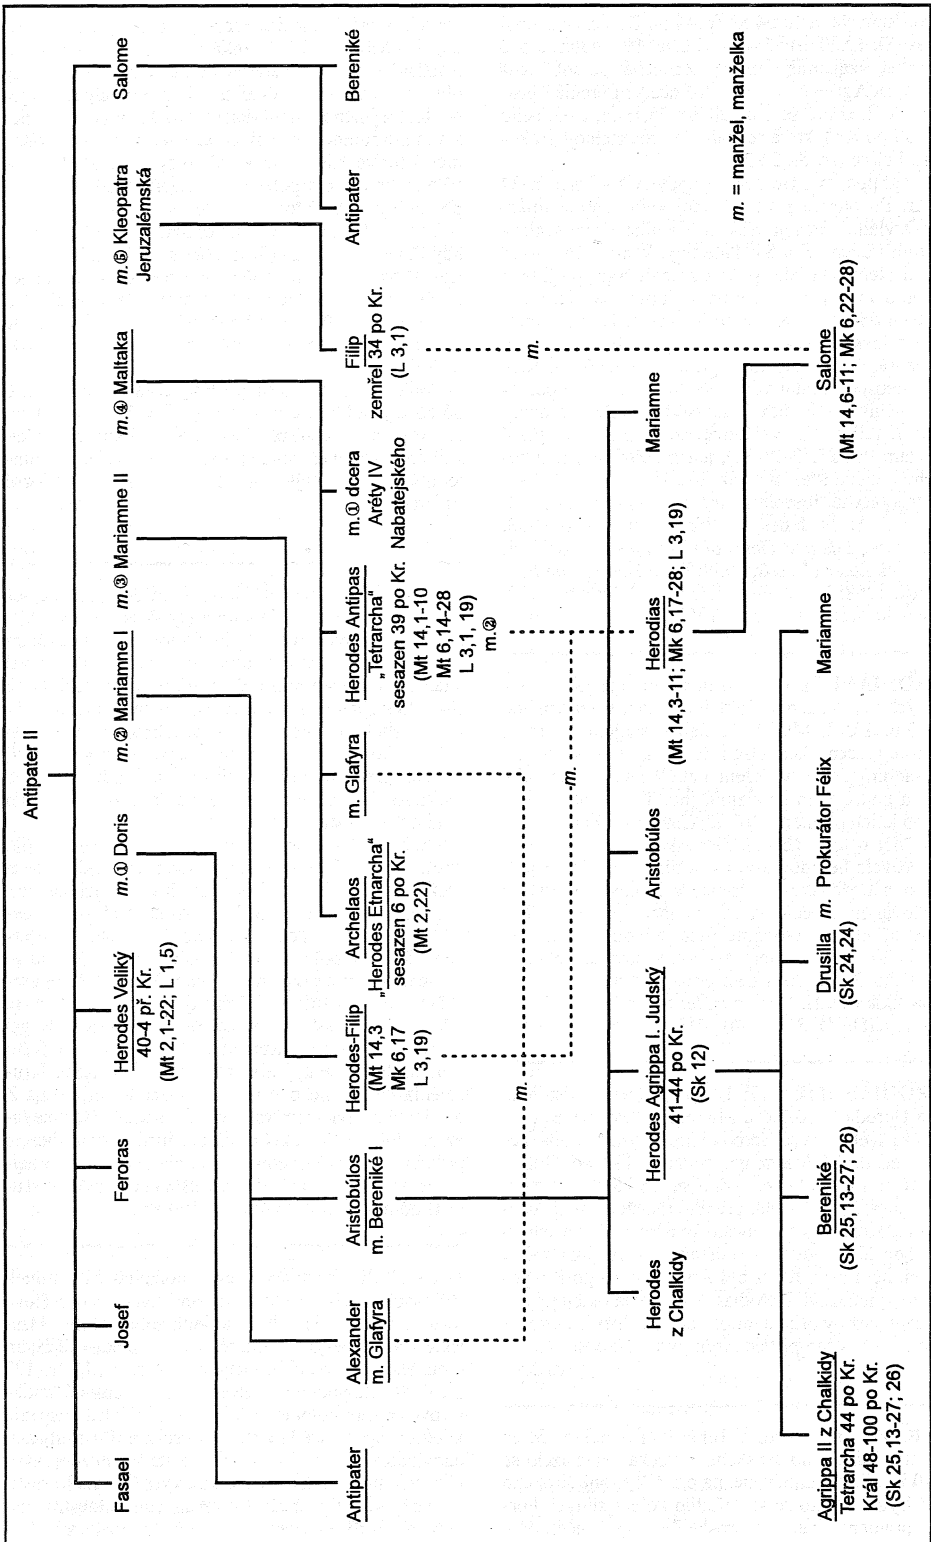 Antipater II
Fasael
Josef
Feroras
Herodes Veliký
40-4 př. Kr.
(Mt 2,1-22; L 1,5)
m.① Doris
m.② Mariamne I
m.③ Mariamne II
m.④ Maltaka
m.⑤ Kleopatra
Jeruzalémská
Salome
Antipater
Alexander
m. Glafyra
Aristobúlos
m. Bereniké I
Herodes-Filip
(Mt 14,3
Mk 6,17
L 3,19)
Archelaos
„Herodes Etnarcha“
sesazen 6 po Kr.
(Mt 2,22)
m. Glafyra
Herodes Antipas
„Tetrarcha“
sesazen 39 po Kr.
(Mt 14,1-10
Mt 6,14-28
L 3,1, 19)
m.②
m.① dcera
Aréty IV
Nabatejského
Filip
zemřel 34 po Kr.
(L 3,1)
Antipater
Bereniké
m.
m.
m.
Herodes
z Chalkidy
Herodes Agrippa I. Judský
41-44 po Kr.
(Sk 12)
Aristobúlos
Herodias
(Mt 14,3-11; Mk 6,17-28; L 3,19)
Mariamne
Agrippa II z Chalkidy
Tetrarcha 44 po Kr.
Král 48-100 po Kr.
(Sk 25,13-27; 26)
Bereniké
(Sk 25,13-27; 26)
Drusilla m. Prokurátor Félix
(Sk 24,24)
Mariamne
Salome
(Mt 14,6-11; Mk 6,22-28)
m. = manžel, manželka